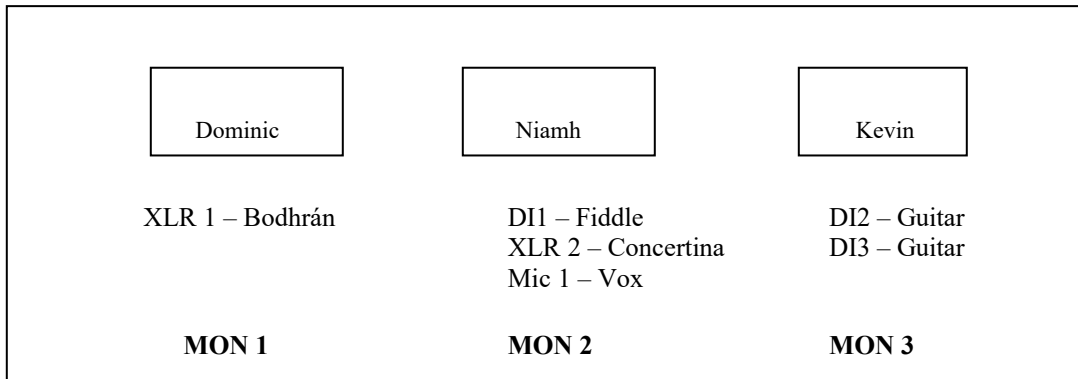 Dominic
Niamh
Kevin
XLR 1 – Bodhrán
DI1 – Fiddle
DI2 – Guitar
XLR 2 – Concertina
DI3 – Guitar
Mic 1 – Vox
MON 1
MON 2
MON 3